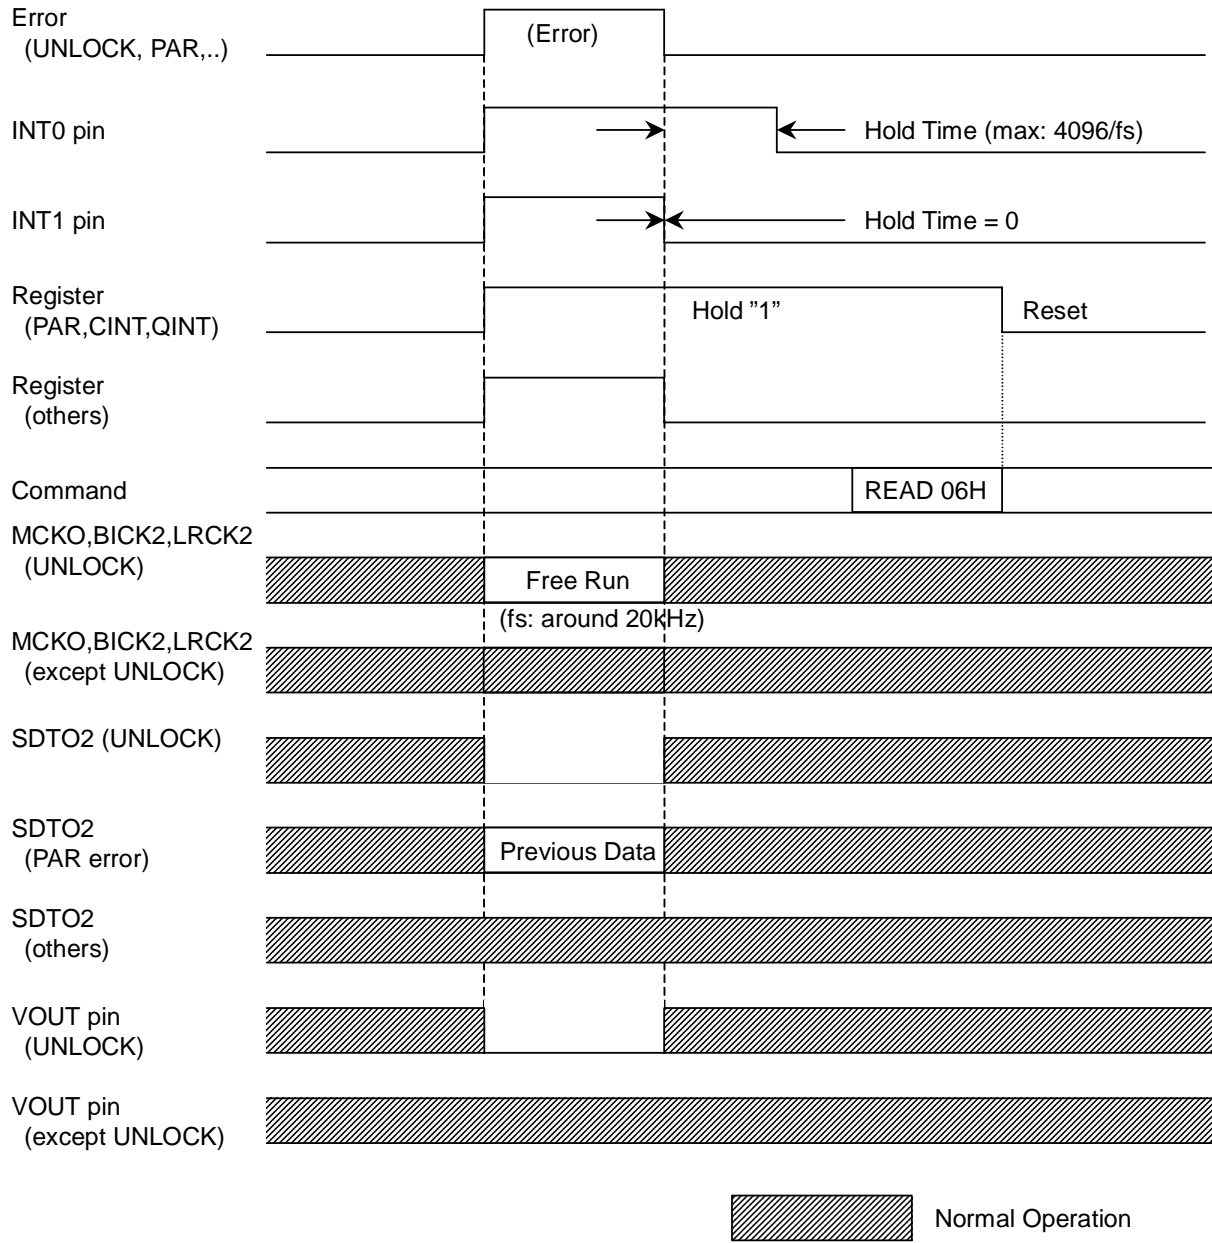 Error
(UNLOCK, PAR,..)
(Error)
INT0 pin
Hold Time (max: 4096/fs)
INT1 pin
Hold Time = 0
Register
(PAR,CINT,QINT)
Hold ”1”
Reset
Register
(others)
Command
READ 06H
MCKO,BICK2,LRCK2
(UNLOCK)
Free Run
(fs: around 20kHz)
MCKO,BICK2,LRCK2
(except UNLOCK)
SDTO2 (UNLOCK)
SDTO2
(PAR error)
Previous Data
SDTO2
(others)
VOUT pin
(UNLOCK)
VOUT pin
(except UNLOCK)
Normal Operation